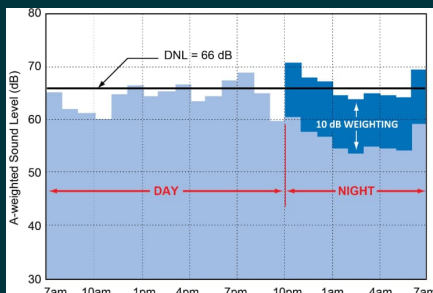 80
70
60
50
40
30
A-weighted Sound Level (dB)
DNL = 66 dB
10 dB WEIGHTING
DAY
NIGHT
7am 10am 1pm 4pm 7pm 10pm 1am 4am 7am